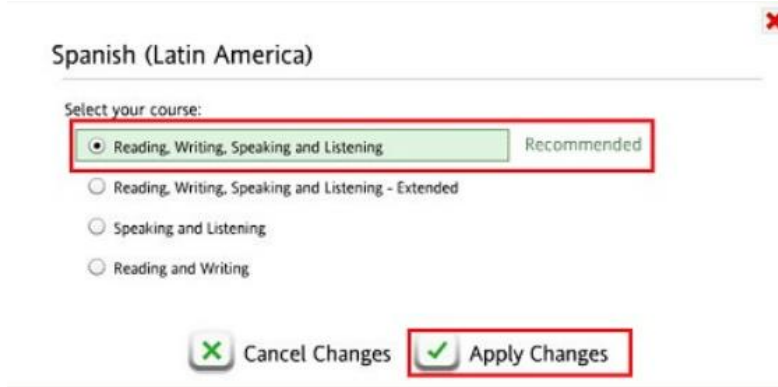 Spanish (Latin America)
Select your course:
Reading, Writing, Speaking and Listening Recommended
Reading, Writing, Speaking and Listening - Extended
Speaking and Listening
Reading and Writing
Cancel Changes Apply Changes